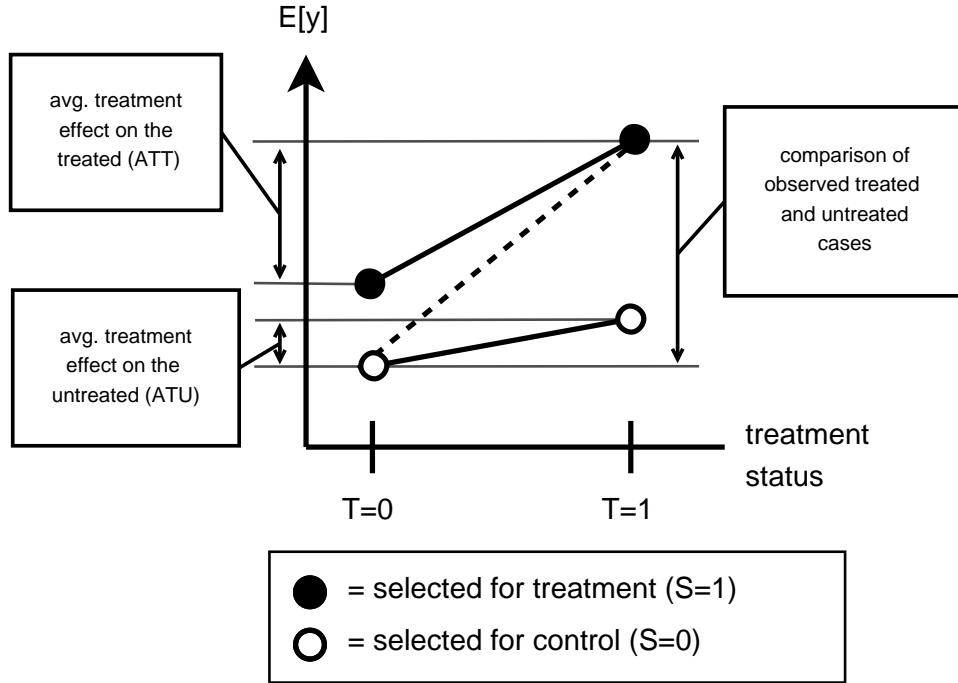 E[y]
avg. treatment
effect on the
treated (ATT)
comparison of
observed treated
and untreated
cases
avg. treatment
effect on the
untreated (ATU)
treatment
status
T=0
T=1
= selected for treatment (S=1)
= selected for control (S=0)